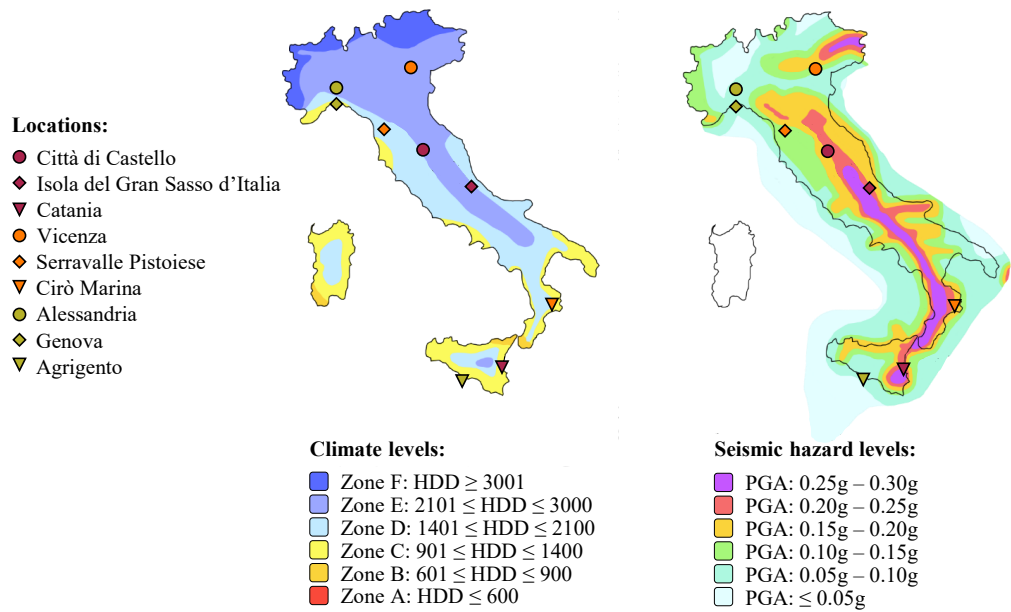 Locations:
Città di Castello
Isola del Gran Sasso d'Italia
Catania
Vicenza
Serravalle Pistoiese
Cirò Marina
Alessandria
Genova
Agrigento
Climate levels:
Zone F: HDD ≥ 3001
Zone E: 2101 ≤ HDD ≤ 3000
Zone D: 1401 ≤ HDD ≤ 2100
Zone C: 901 ≤ HDD ≤ 1400
Zone B: 601 ≤ HDD ≤ 900
Zone A: HDD ≤ 600
Seismic hazard levels:
PGA: 0.25g – 0.30g
PGA: 0.20g – 0.25g
PGA: 0.15g – 0.20g
PGA: 0.10g – 0.15g
PGA: 0.05g – 0.10g
PGA: ≤ 0.05g